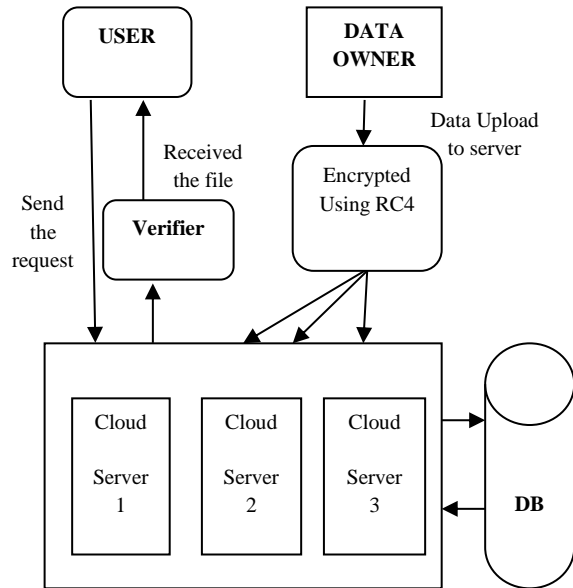 USER
DATA
OWNER
Data Upload
to server
Received
the file
Encrypted
Using RC4
Send
the
request
Verifier
Cloud
Server
1
Cloud
Server
2
Cloud
Server
3
DB